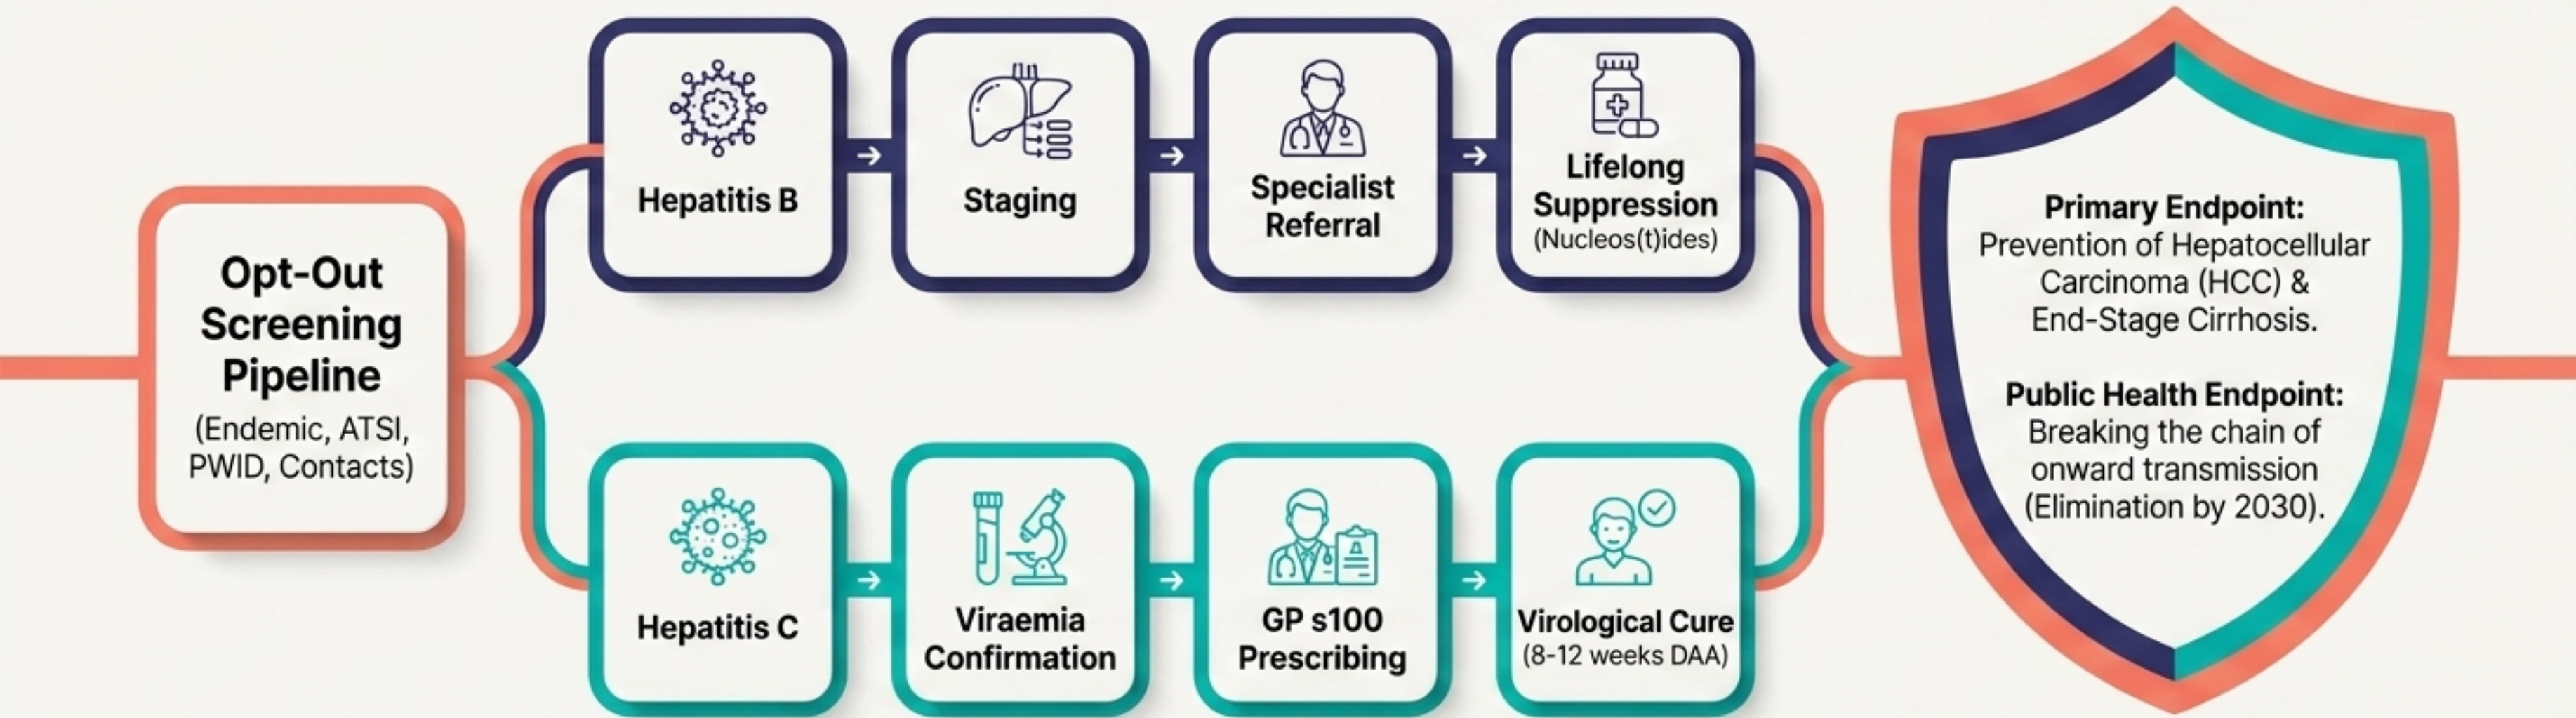 Opt-Out
Screening
Pipeline
(Endemic, ATSI,
PWID, Contacts)
Hepatitis B
Staging
Specialist
Referral
Lifelong
Suppression
(Nucleos(t)ides)
Hepatitis C
Viraemia
Confirmation
GP s100
Prescribing
Virological Cure
(8-12 weeks DAA)
Primary Endpoint:
Prevention of Hepatocellular
Carcinoma (HCC) &
End-Stage Cirrhosis.
Public Health Endpoint:
Breaking the chain of
onward transmission
(Elimination by 2030).